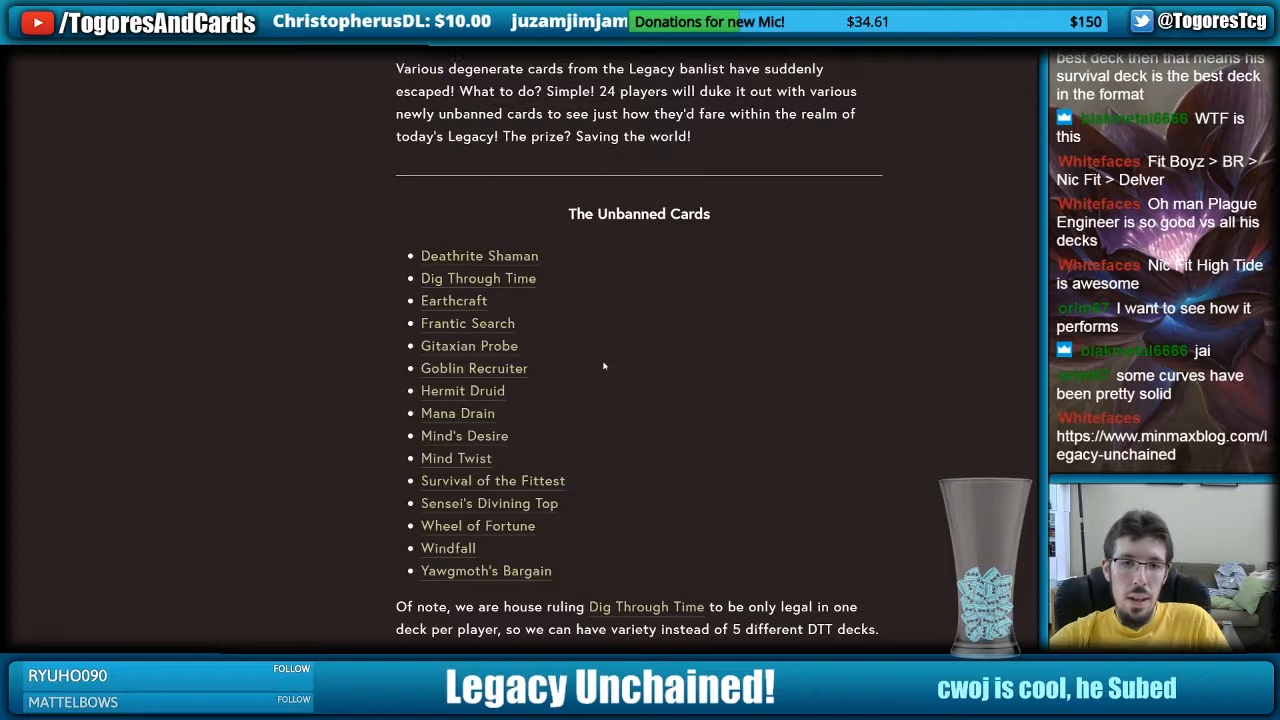 /TogoresAndCards
ChristopherusDL: $10.00
juzamjimjam
Donations for new Mic!
$34.61
$150
@TogoresTcg
Various degenerate cards from the Legacy banlist have suddenly
escaped! What to do? Simple! 24 players will duke it out with various
newly unbanned cards to see just how they'd fare within the realm of
today's Legacy! The prize? Saving the world!
The Unbanned Cards
Deathrite Shaman
Dig Through Time
Earthcraft
Frantic Search
Gitaxian Probe
Goblin Recruiter
Hermit Druid
Mana Drain
Mind's Desire
Mind Twist
Survival of the Fittest
Sensei's Divining Top
Wheel of Fortune
Windfall
Yawgmoth's Bargain
Of note, we are house ruling Dig Through Time to be only legal in one
deck per player, so we can have variety instead of 5 different DTT decks.
best deck then that means his
survival deck is the best deck
in the format
blakmetal6666 WTF is
this
Whitefaces Fit Boyz > BR >
Nic Fit > Delver
Whitefaces Oh man Plague
Engineer is so good vs all his
decks
Whitefaces Nic Fit High Tide
is awesome
orim67 I want to see how it
performs
blakmetal6666 jai
orim67 some curves have
been pretty solid
Whitefaces
https://www.minmaxblog.com/l
egacy-unchained
RYUHO090
FOLLOW
MATTELBOWS
FOLLOW
Legacy Unchained!
cwoj is cool, he Subed